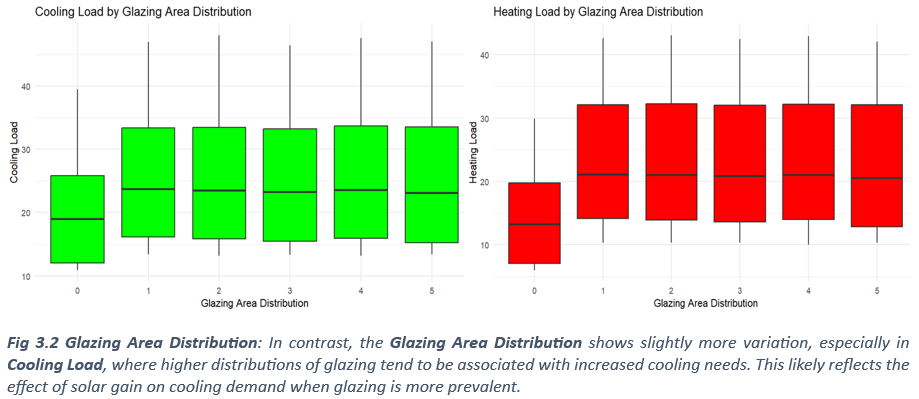 Cooling Load by Glazing Area Distribution
40
30
20
10
Cooling Load
0 1 2 3 4 5
Glazing Area Distribution
Heating Load by Glazing Area Distribution
40
30
20
10
Heating Load
0 1 2 3 4 5
Glazing Area Distribution
Fig 3.2 Glazing Area Distribution: In contrast, the Glazing Area Distribution shows slightly more variation, especially in
Cooling Load, where higher distributions of glazing tend to be associated with increased cooling needs. This likely reflects the
effect of solar gain on cooling demand when glazing is more prevalent.